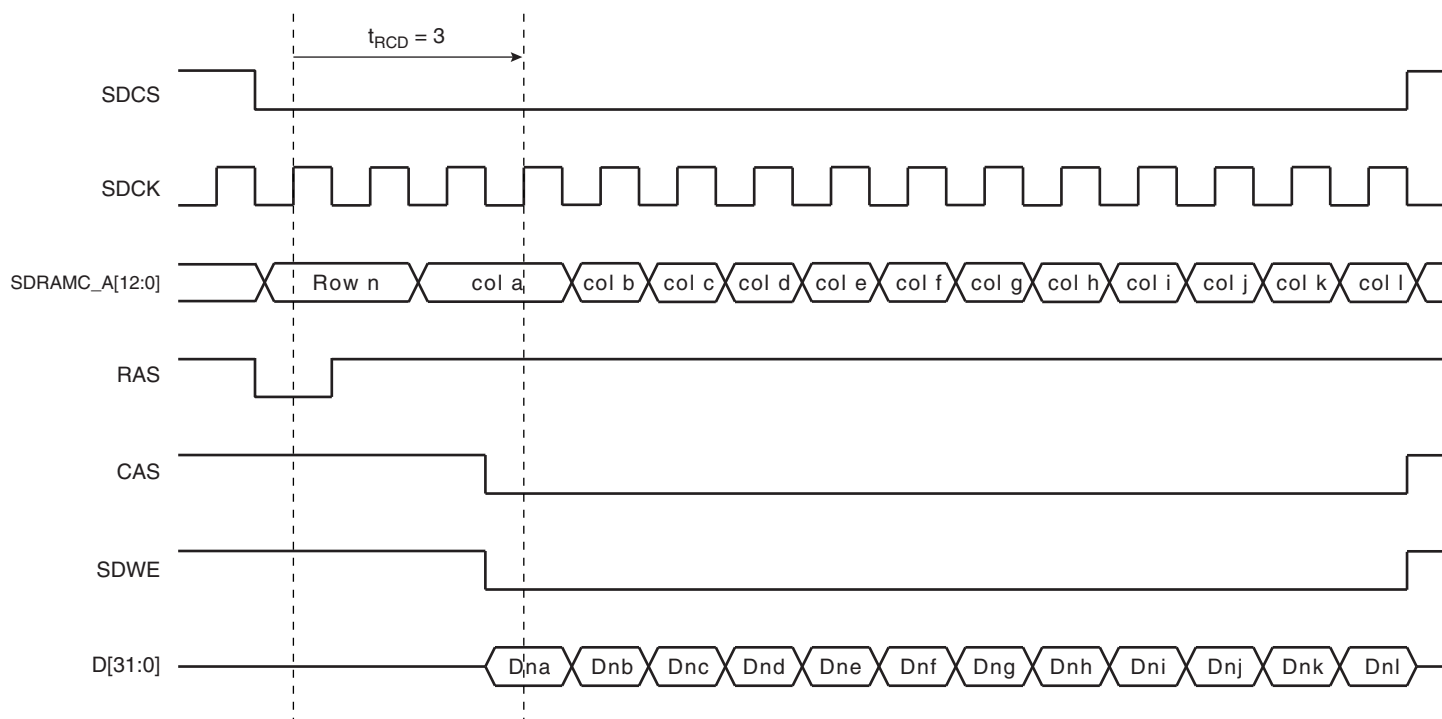 tRCD = 3
SDCS
SDCK
SDRAMC_A[12:0] Row n col a col b col c col d col e col f col g col h col i col j col k col l
RAS
CAS
SDWE
D[31:0] Dna Dnb Dnc Dnd Dne Dnf Dng Dnh Dni Dnj Dnk Dnl